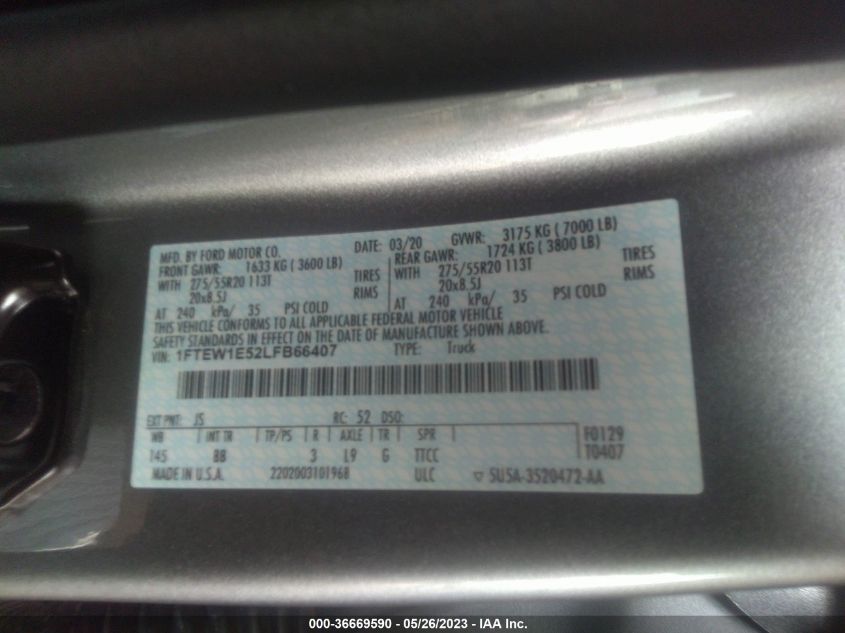 MFD. BY FORD MOTOR CO. DATE: 03/20 GVWR: 3175 KG ( 7000 LB)
FRONT GAWR: 1633 KG ( 3600 LB) REAR GAWR: 1724 KG ( 3800 LB)
WITH 275/55R20 113T TIRES WITH 275/55R20 113T TIRES
20x8.5J RIMS 20x8.5J RIMS
AT 240 kPa/ 35 PSI COLD AT 240 kPa/ 35 PSI COLD
THIS VEHICLE CONFORMS TO ALL APPLICABLE FEDERAL MOTOR VEHICLE
SAFETY STANDARDS IN EFFECT ON THE DATE OF MANUFACTURE SHOWN ABOVE.
VIN: 1FTEW1E52LFB66407 TYPE: Truck
EXT PNT: JS RC: 52 DSO:
WB INT TR TP/PS R AXLE TR SPR F0129
145 BB 3 L9 G TTCC T0407
MADE IN U.S.A. 2202003101968 ULC ▽ 5U5A-3520472-AA
000-36669590 - 05/26/2023 - IAA Inc.